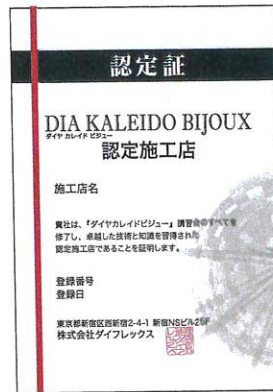 認定証
DIA KALEIDO BIJOUX
ダイヤ カレイド ビジュー
認定施工店
施工店名
貴社は、『ダイヤカレイドビジュー』講習会のすべてを
修了し、卓越した技術と知識を習得された
認定施工店であることを証明します。
登録番号
登録日
東京都新宿区西新宿2-4-1 新宿NSビル25F
株式会社ダイフレックス